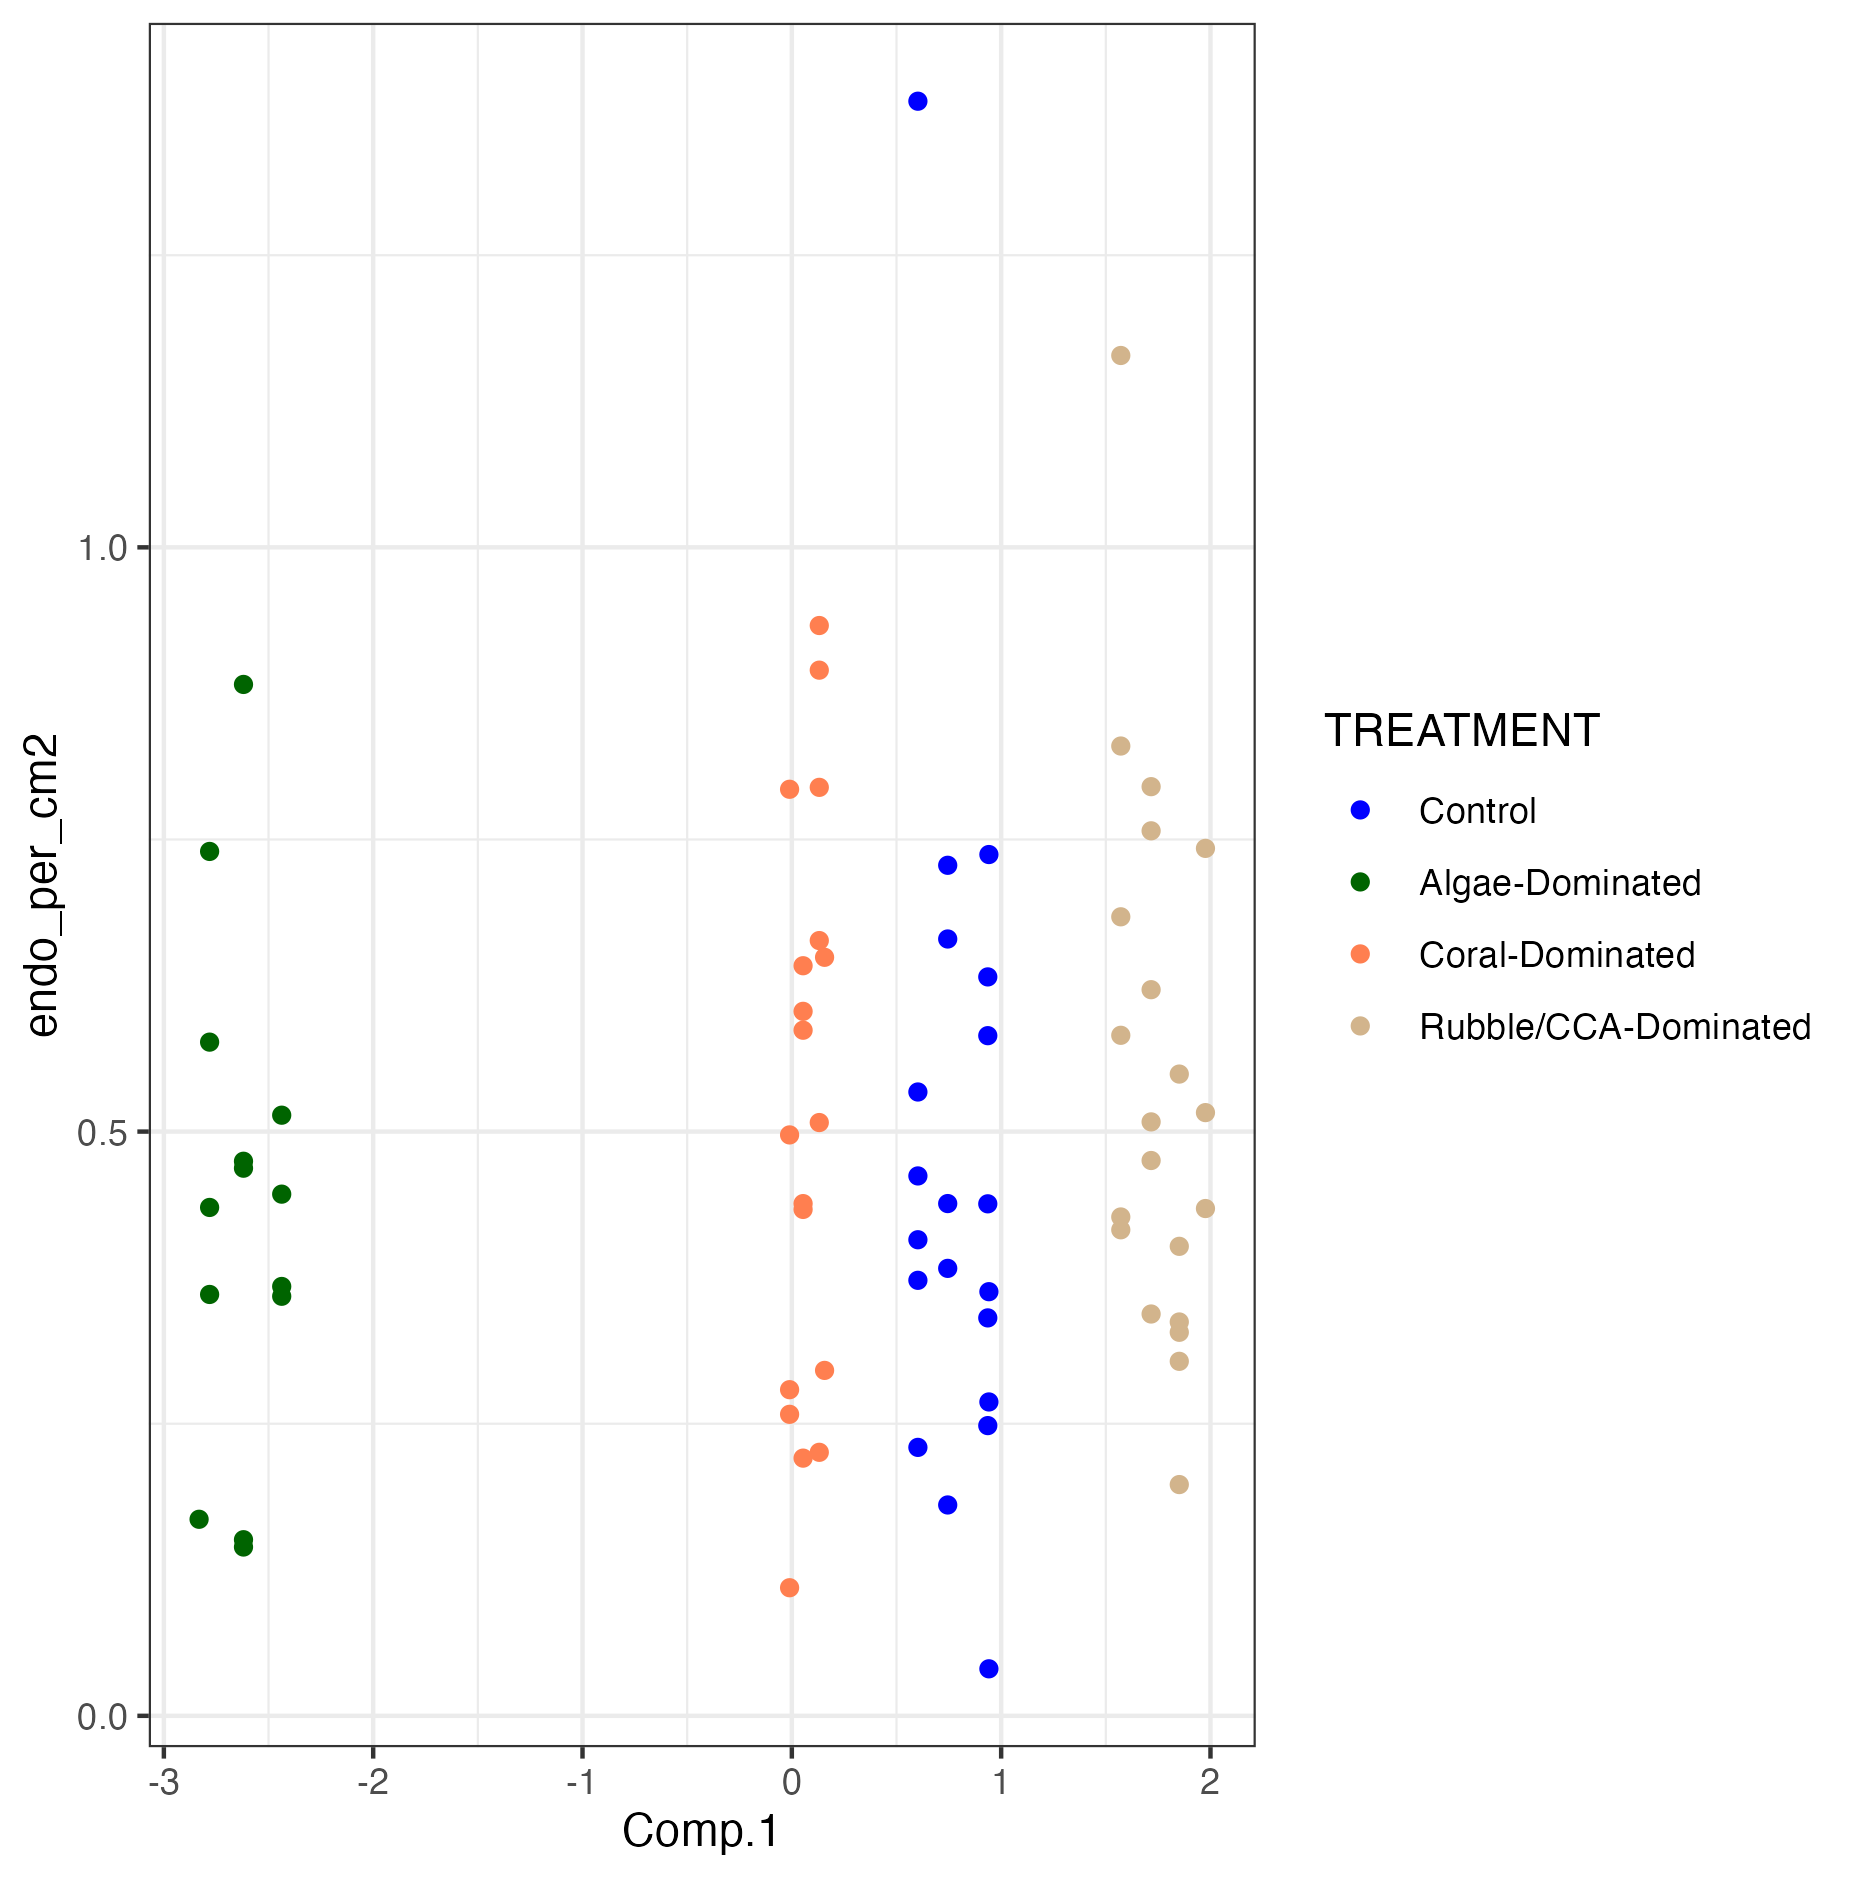 endo_per_cm2
1.0
0.5
0.0
-3 -2 -1 0 1 2
Comp.1
TREATMENT
Control
Algae-Dominated
Coral-Dominated
Rubble/CCA-Dominated